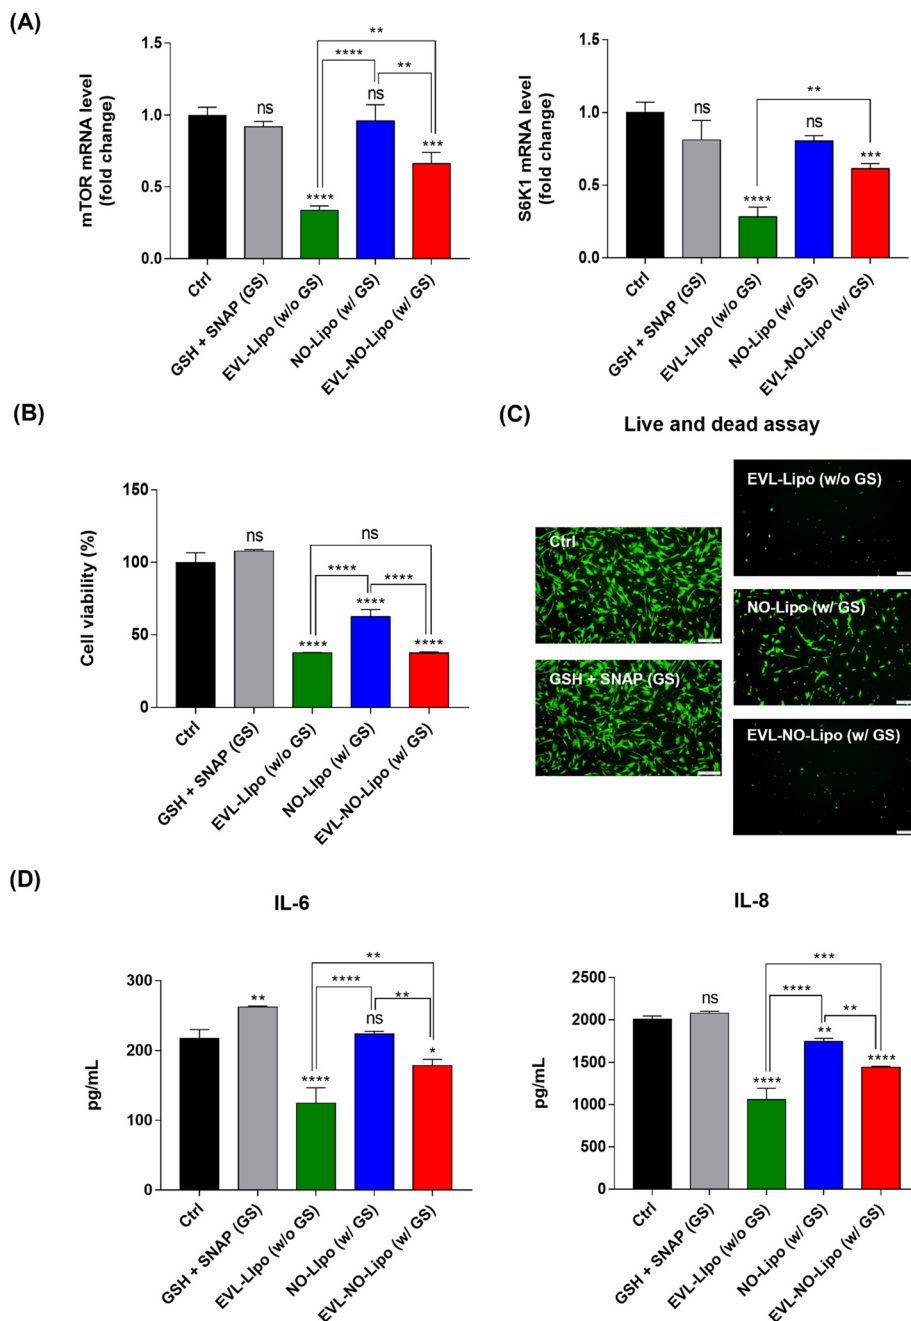 (A)
mTOR mRNA level
(fold change)
1.5
1.0
0.5
0.0
ns
****
**
****
ns
**
***
Ctrl
GSH + SNAP (GS)
EVL-LIpo (w/o GS)
NO-LIpo (w/ GS)
EVL-NO-LIpo (w/ GS)
S6K1 mRNA level
(fold change)
1.5
1.0
0.5
0.0
ns
****
**
ns
***
Ctrl
GSH + SNAP (GS)
EVL-LIpo (w/o GS)
NO-LIpo (w/ GS)
EVL-NO-LIpo (w/ GS)
(B)
Cell viability (%)
150
100
50
0
ns
****
ns
****
****
****
****
Ctrl
GSH + SNAP (GS)
EVL-LIpo (w/o GS)
NO-LIpo (w/ GS)
EVL-NO-LIpo (w/ GS)
(C)
Live and dead assay
Ctrl
GSH + SNAP (GS)
EVL-Lipo (w/o GS)
NO-Lipo (w/ GS)
EVL-NO-Lipo (w/ GS)
(D)
IL-6
pg/mL
300
200
100
0
**
****
**
****
ns
**
*
Ctrl
GSH + SNAP (GS)
EVL-LIpo (w/o GS)
NO-LIpo (w/ GS)
EVL-NO-LIpo (w/ GS)
IL-8
pg/mL
2500
2000
1500
1000
500
0
ns
****
***
****
**
**
****
Ctrl
GSH + SNAP (GS)
EVL-LIpo (w/o GS)
NO-LIpo (w/ GS)
EVL-NO-LIpo (w/ GS)